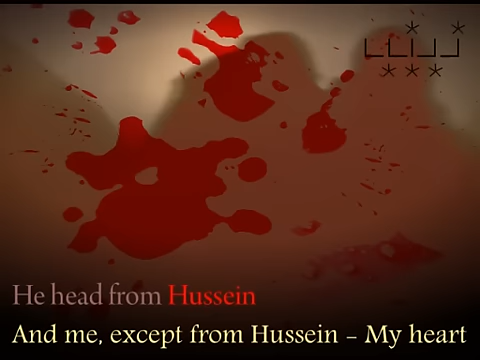 He head from Hussein
And me, except from Hussein – My heart